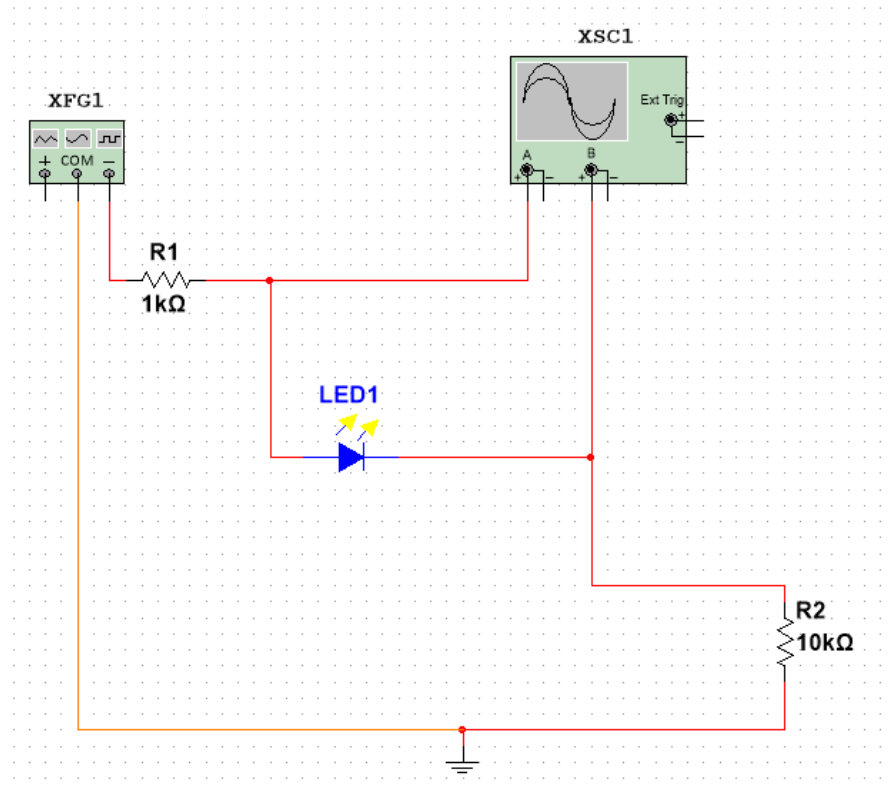 XSC1
XFG1
Ext Trig
+
−
+ COM −
A
B
+ −
+ −
R1
1kΩ
LED1
R2
10kΩ